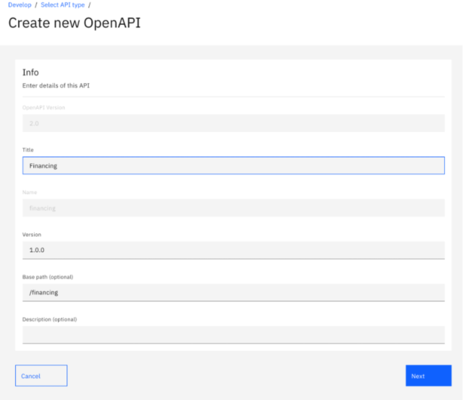 Develop / Select API type /
Create new OpenAPI
Info
Enter details of this API
OpenAPI Version
2.0
Title
Financing
Name
financing
Version
1.0.0
Base path (optional)
/financing
Description (optional)
Cancel
Next